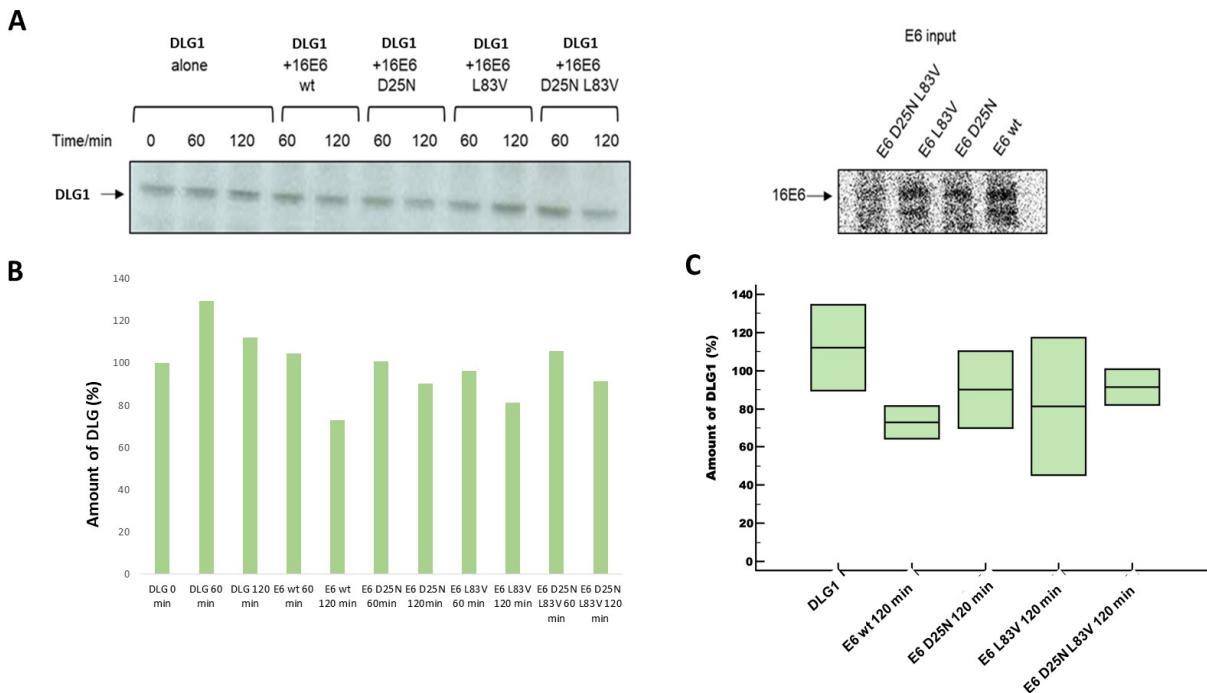 A
DLG1 alone
DLG1 +16E6 wt
DLG1 +16E6 D25N
DLG1 +16E6 L83V
DLG1 +16E6 D25N L83V
Time/min 0 60 120 60 120 60 120 60 120 60 120
DLG1
E6 input
E6 D25N L83V
E6 L83V
E6 D25N
E6 wt
16E6
B
Amount of DLG (%)
140
120
100
80
60
40
20
0
DLG 0 min
DLG 60 min
DLG 120 min
E6 wt 60 min
E6 wt 120 min
E6 D25N 60min
E6 D25N 120min
E6 L83V 60 min
E6 L83V 120 min
E6 D25N L83V 60 min
E6 D25N L83V 120 min
C
Amount of DLG1 (%)
140
120
100
80
60
40
20
0
DLG1
E6 wt 120 min
E6 D25N 120 min
E6 L83V 120 min
E6 D25N L83V 120 min